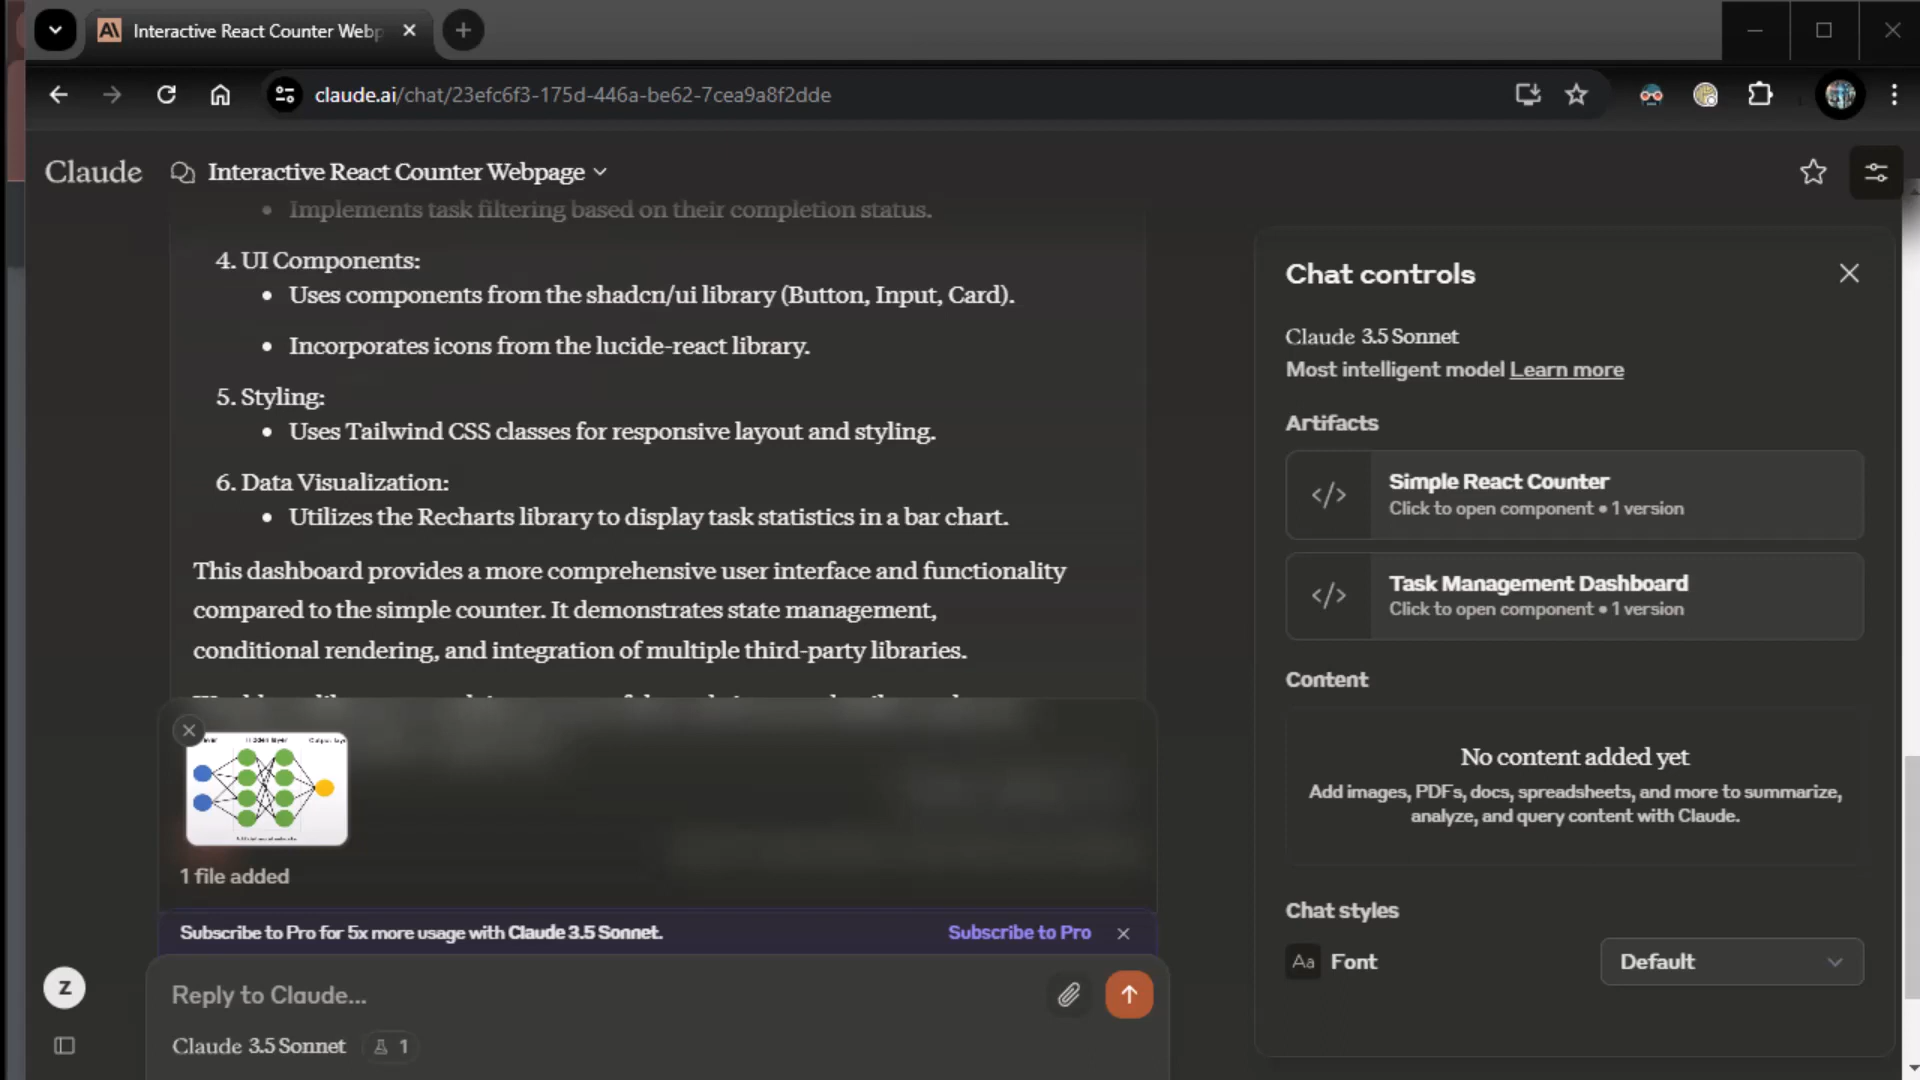 Interactive React Counter Webp
claude.ai/chat/23efc6f3-175d-446a-be62-7cea9a8f2dde
Claude
Interactive React Counter Webpage
Implements task filtering based on their completion status.
4. UI Components:
Uses components from the shadcn/ui library (Button, Input, Card).
Incorporates icons from the lucide-react library.
5. Styling:
Uses Tailwind CSS classes for responsive layout and styling.
6. Data Visualization:
Utilizes the Recharts library to display task statistics in a bar chart.
This dashboard provides a more comprehensive user interface and functionality
compared to the simple counter. It demonstrates state management,
conditional rendering, and integration of multiple third-party libraries.
1 file added
Subscribe to Pro for 5x more usage with Claude 3.5 Sonnet.
Subscribe to Pro
Z
Reply to Claude...
Claude 3.5 Sonnet
1
Chat controls
Claude 3.5 Sonnet
Most intelligent model Learn more
Artifacts
</>
Simple React Counter
Click to open component • 1 version
</>
Task Management Dashboard
Click to open component • 1 version
Content
No content added yet
Add images, PDFs, docs, spreadsheets, and more to summarize,
analyze, and query content with Claude.
Chat styles
Aa Font
Default